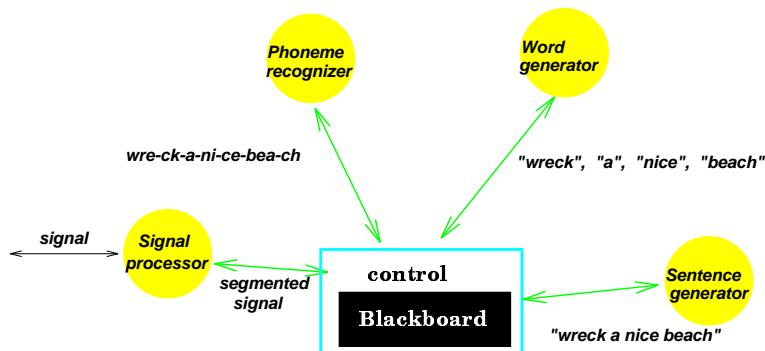 Phoneme
recognizer
Word
generator
wre-ck-a-ni-ce-bea-ch
"wreck", "a", "nice", "beach"
signal
Signal
processor
segmented
signal
control
Blackboard
Sentence
generator
"wreck a nice beach"